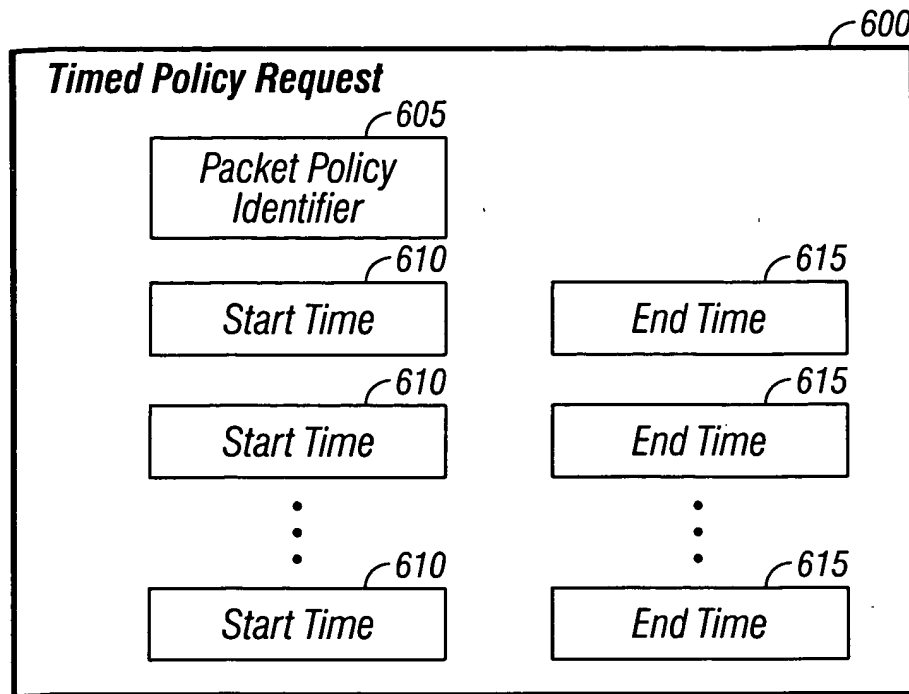 600
Timed Policy Request
605
Packet Policy
Identifier
610
615
Start Time
End Time
610
615
Start Time
End Time
610
615
Start Time
End Time